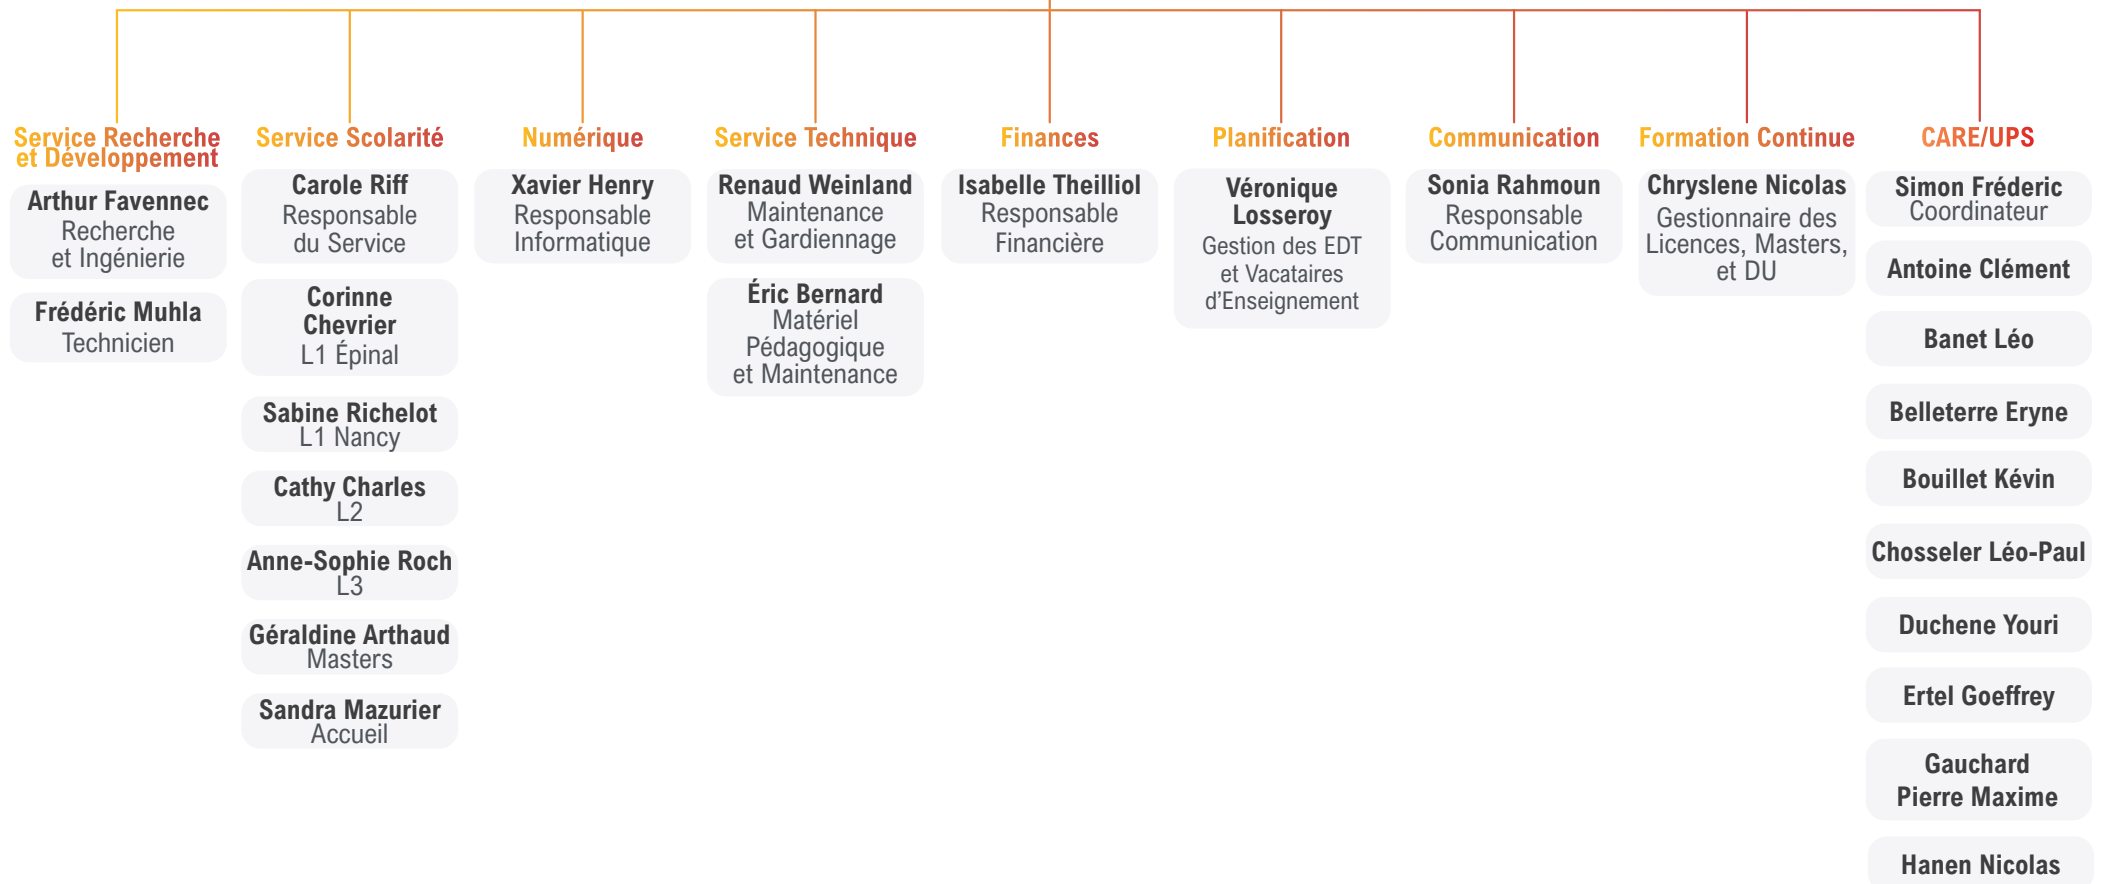 Service Recherche
et Développement
Arthur Favennec
Recherche
et Ingénierie
Frédéric Muhla
Technicien
Service Scolarité
Carole Riff
Responsable
du Service
Corinne
Chevrier
L1 Épinal
Sabine Richelot
L1 Nancy
Cathy Charles
L2
Anne-Sophie Roch
L3
Géraldine Arthaud
Masters
Sandra Mazurier
Accueil
Numérique
Xavier Henry
Responsable
Informatique
Service Technique
Renaud Weinland
Maintenance
et Gardiennage
Éric Bernard
Matériel
Pédagogique
et Maintenance
Finances
Isabelle Theilliol
Responsable
Financière
Planification
Véronique
Losseroy
Gestion des EDT
et Vacataires
d’Enseignement
Communication
Sonia Rahmoun
Responsable
Communication
Formation Continue
Chryslene Nicolas
Gestionnaire des
Licences, Masters,
et DU
CARE/UPS
Simon Fréderic
Coordinateur
Antoine Clément
Banet Léo
Belleterre Eryne
Bouillet Kévin
Chosseler Léo-Paul
Duchene Youri
Ertel Goeffrey
Gauchard
Pierre Maxime
Hanen Nicolas